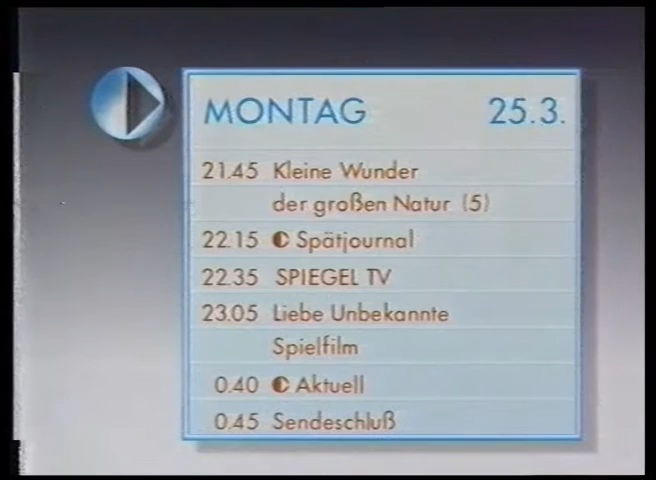 MONTAG 25.3.
21.45 Kleine Wunder
der großen Natur (5)
22.15 Spätjournal
22.35 SPIEGEL TV
23.05 Liebe Unbekannte
Spielfilm
0.40 Aktuell
0.45 Sendeschluß